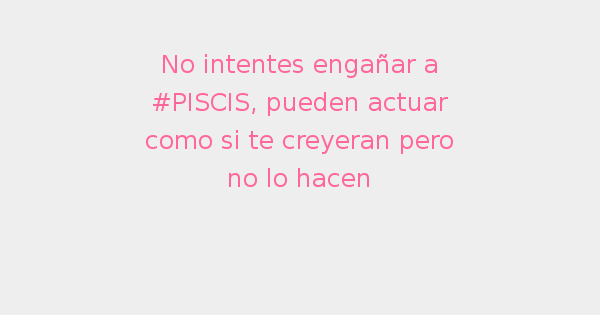 No intentes engañar a
#PISCIS, pueden actuar
como si te creyeran pero
no lo hacen